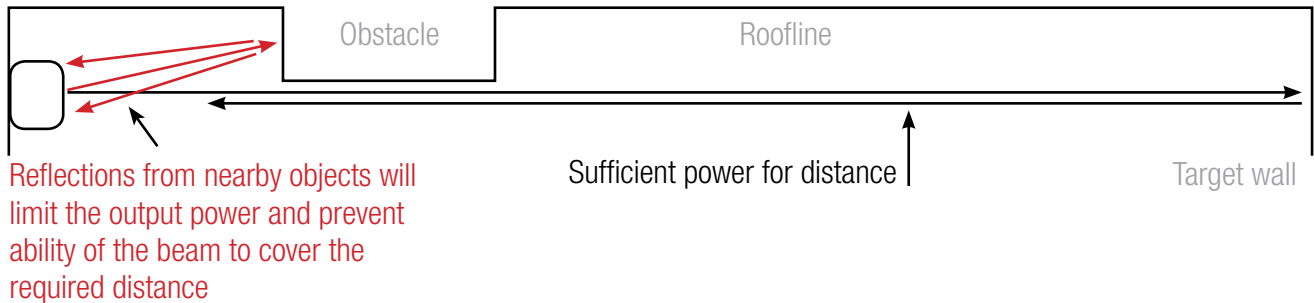 Obstacle
Roofline
Sufficient power for distance
Target wall
Reflections from nearby objects will
limit the output power and prevent
ability of the beam to cover the
required distance